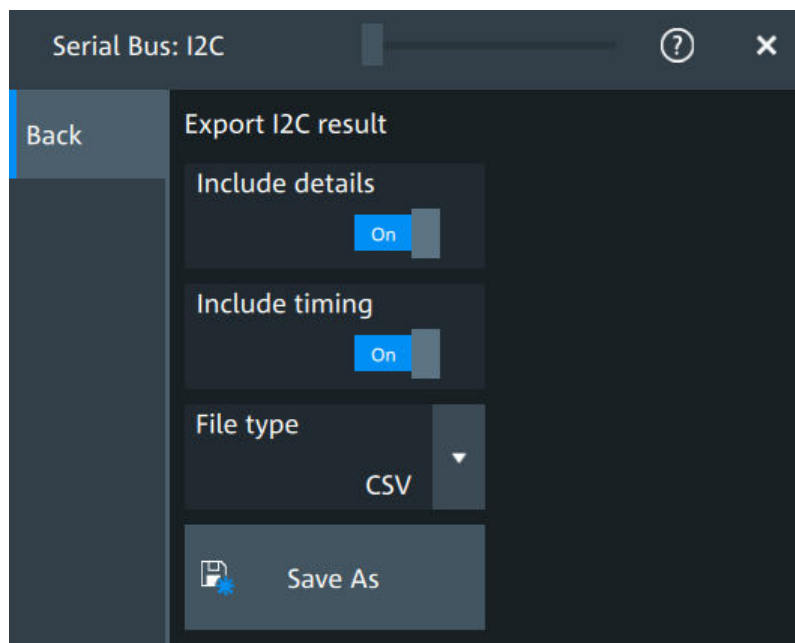 Serial Bus: I2C
Back
Export I2C result
Include details
On
Include timing
On
File type
CSV
Save As